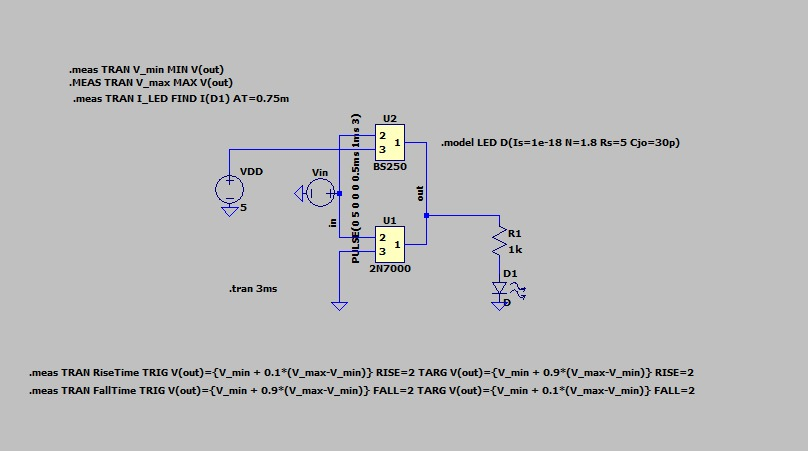 .meas TRAN V_min MIN V(out)
.MEAS TRAN V_max MAX V(out)
.meas TRAN I_LED FIND I(D1) AT=0.75m
U2
2
3
1
BS250
.model LED D(Is=1e-18 N=1.8 Rs=5 Cjo=30p)
VDD
5
Vin
PULSE(0 5 0 0 0 0.5ms 1ms 3)
in
out
U1
2
3
1
2N7000
R1
1k
D1
D
.tran 3ms
.meas TRAN RiseTime TRIG V(out)={V_min + 0.1*(V_max-V_min)} RISE=2 TARG V(out)={V_min + 0.9*(V_max-V_min)} RISE=2
.meas TRAN FallTime TRIG V(out)={V_min + 0.9*(V_max-V_min)} FALL=2 TARG V(out)={V_min + 0.1*(V_max-V_min)} FALL=2